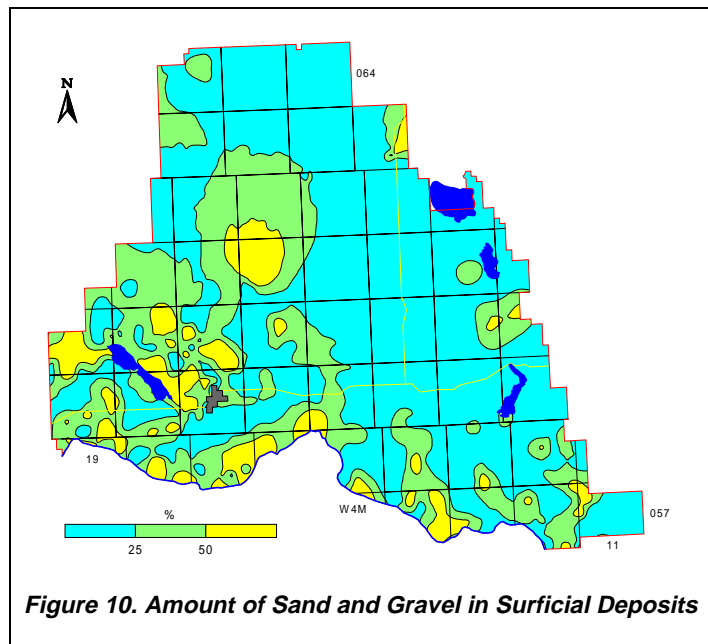 064
N
19
W4M
057
11
%
25 50
Figure 10. Amount of Sand and Gravel in Surficial Deposits